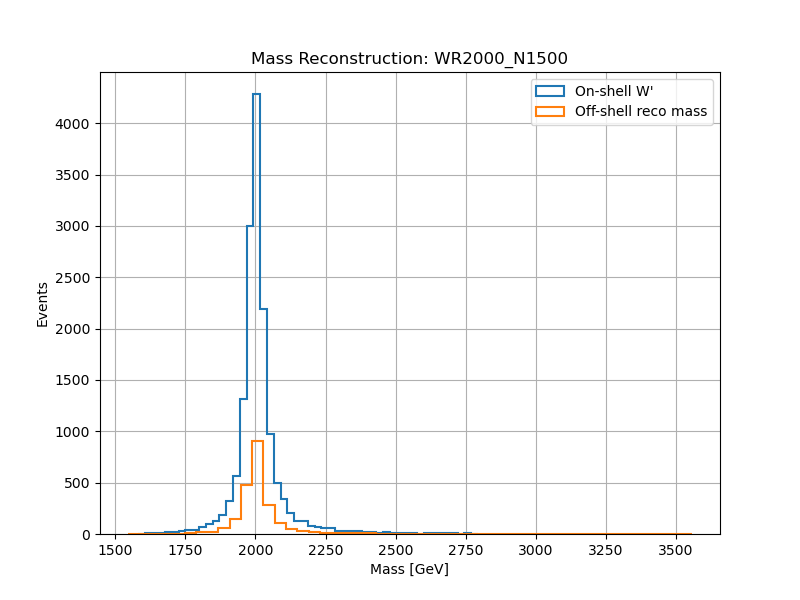 Mass Reconstruction: WR2000_N1500
On-shell W'
Off-shell reco mass
4000
3500
3000
2500
2000
1500
1000
500
0
Events
1500 1750 2000 2250 2500 2750 3000 3250 3500
Mass [GeV]